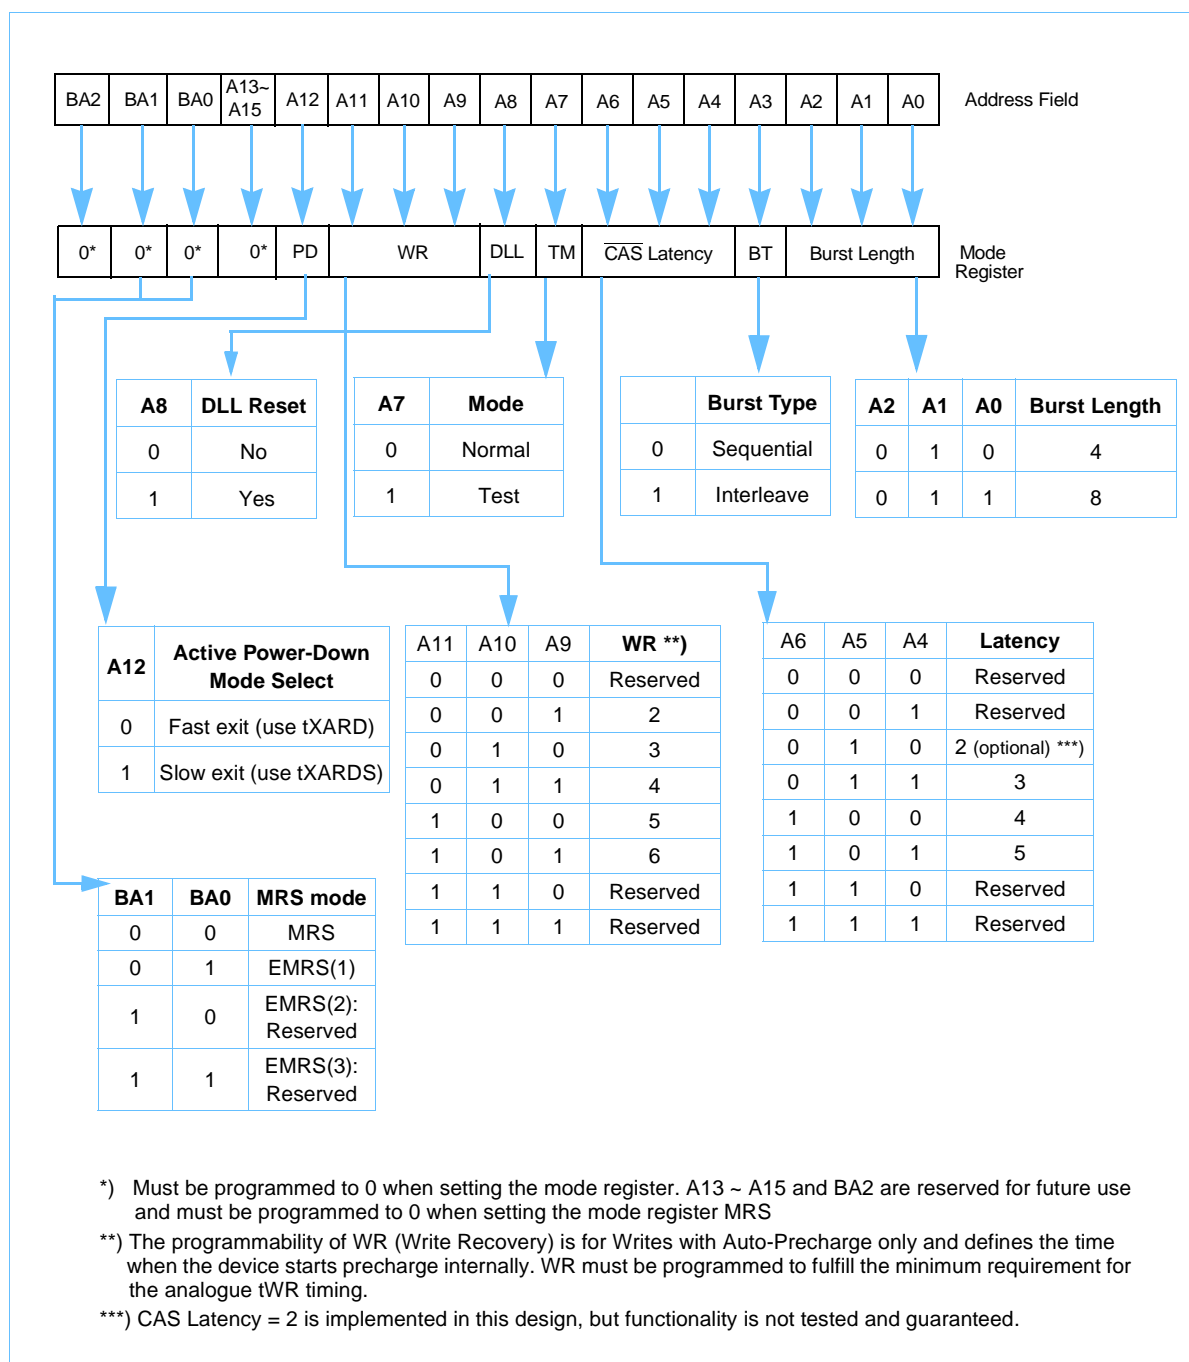 BA2 BA1 BA0 A13~ A15 A12 A11 A10 A9 A8 A7 A6 A5 A4 A3 A2 A1 A0 Address Field
0* 0* 0* 0* PD WR DLL TM CAS Latency BT Burst Length Mode Register
A8 DLL Reset
0 No
1 Yes
A7 Mode
0 Normal
1 Test
Burst Type
0 Sequential
1 Interleave
A2 A1 A0 Burst Length
0 1 0 4
0 1 1 8
A12 Active Power-Down
Mode Select
0 Fast exit (use tXARD)
1 Slow exit (use tXARDS)
A11 A10 A9 WR **)
0 0 0 Reserved
0 0 1 2
0 1 0 3
0 1 1 4
1 0 0 5
1 0 1 6
1 1 0 Reserved
1 1 1 Reserved
A6 A5 A4 Latency
0 0 0 Reserved
0 0 1 Reserved
0 1 0 2 (optional) ***)
0 1 1 3
1 0 0 4
1 0 1 5
1 1 0 Reserved
1 1 1 Reserved
BA1 BA0 MRS mode
0 0 MRS
0 1 EMRS(1)
1 0 EMRS(2):
Reserved
1 1 EMRS(3):
Reserved
*) Must be programmed to 0 when setting the mode register. A13 ~ A15 and BA2 are reserved for future use
and must be programmed to 0 when setting the mode register MRS
**) The programmability of WR (Write Recovery) is for Writes with Auto-Precharge only and defines the time
when the device starts precharge internally. WR must be programmed to fulfill the minimum requirement for
the analogue tWR timing.
***) CAS Latency = 2 is implemented in this design, but functionality is not tested and guaranteed.